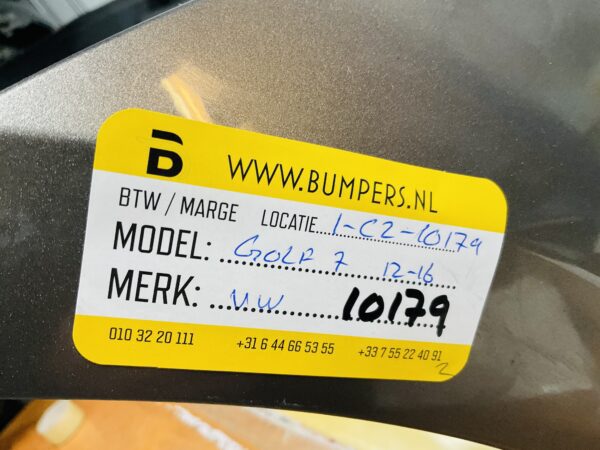 WWW.BUMPERS.NL
BTW / MARGE LOCATIE 1-C2-10179
MODEL: GOLF 7 12-16
MERK: VW 10179
010 32 20 111 +31 6 44 66 53 55 +33 7 55 22 40 91
2